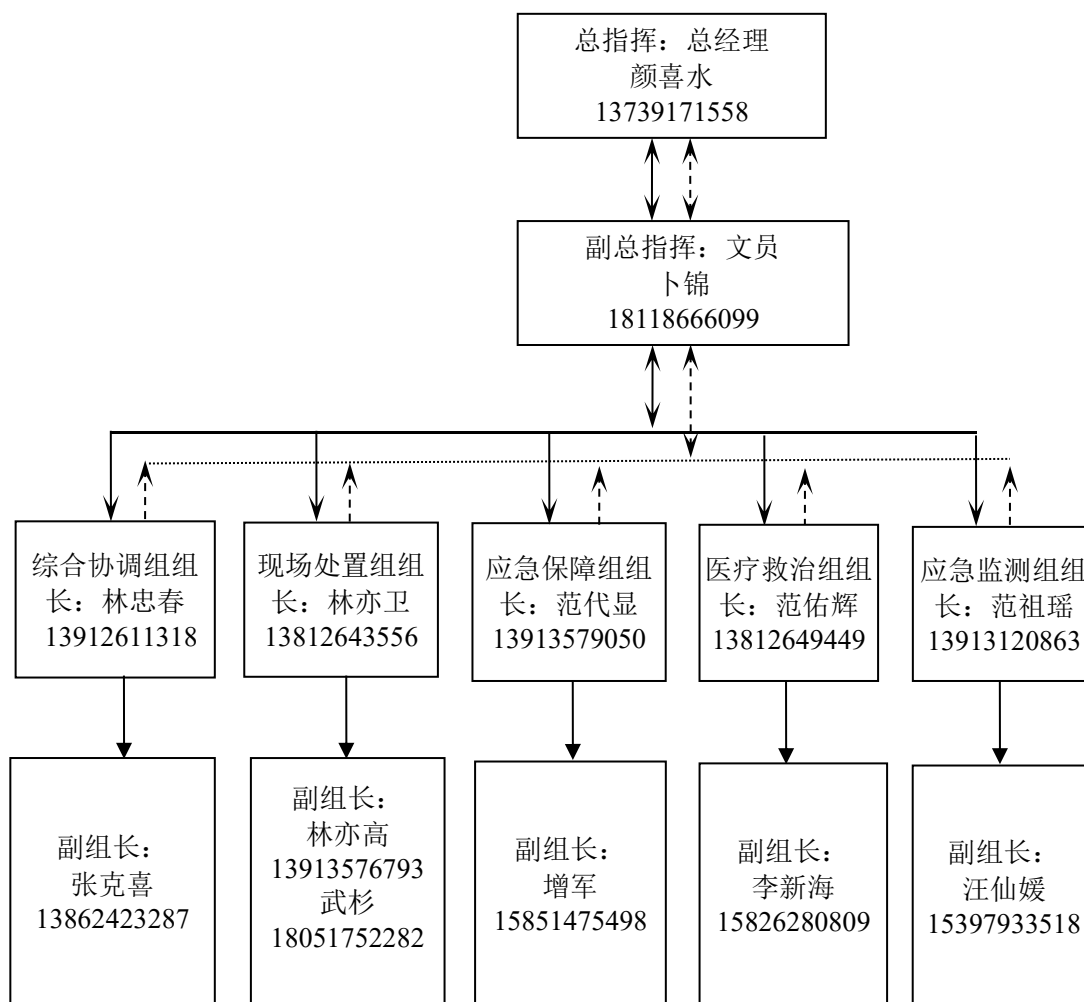 总指挥：总经理
颜喜水
13739171558
副总指挥：文员
卜锦
18118666099
综合协调组组
长：林忠春
13912611318
现场处置组组
长：林亦卫
13812643556
应急保障组组
长：范代显
13913579050
医疗救治组组
长：范佑辉
13812649449
应急监测组组
长：范祖瑶
13913120863
副组长：
张克喜
13862423287
副组长：
林亦高
13913576793
武杉
18051752282
副组长：
增军
15851475498
副组长：
李新海
15826280809
副组长：
汪仙媛
15397933518